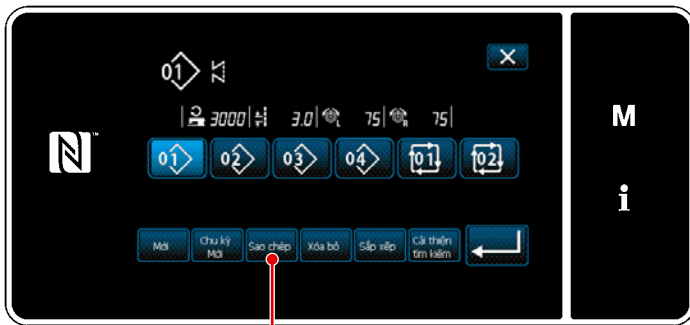 01
3000 3.0 L 75 R 75
01 02 03 04 01 02
Mới Chu kỳ Mới Sao chép Xóa bỏ Sắp xếp Cải thiện tìm kiếm
M
i